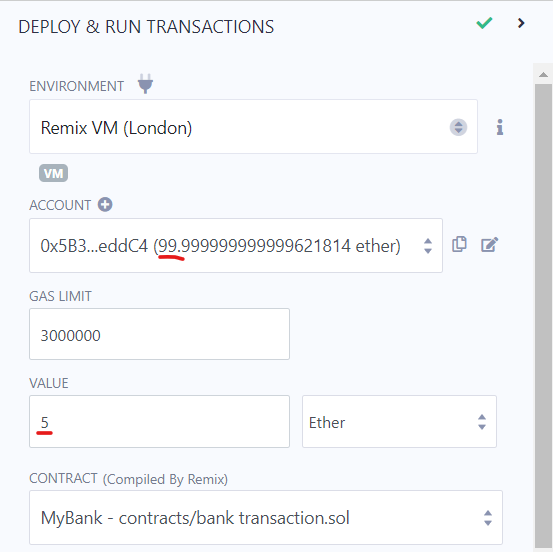 DEPLOY & RUN TRANSACTIONS
ENVIRONMENT
Remix VM (London)
VM
ACCOUNT
0x5B3...eddC4 (99.999999999999621814 ether)
GAS LIMIT
3000000
VALUE
5 Ether
CONTRACT (Compiled By Remix)
MyBank - contracts/bank transaction.sol